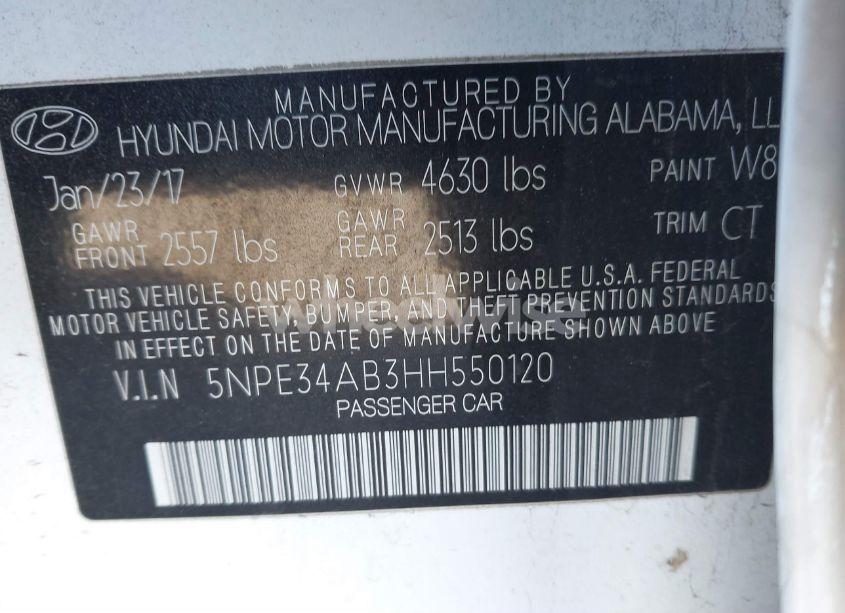 MANUFACTURED BY
HYUNDAI MOTOR MANUFACTURING ALABAMA, LL
Jan/23/17 GVWR 4630 lbs PAINT W8
GAWR FRONT 2557 lbs GAWR REAR 2513 lbs TRIM CT
THIS VEHICLE CONFORMS TO ALL APPLICABLE U.S.A. FEDERAL
MOTOR VEHICLE SAFETY, BUMPER, AND THEFT PREVENTION STANDARDS
IN EFFECT ON THE DATE OF MANUFACTURE SHOWN ABOVE
V.I.N 5NPE34AB3HH550120
PASSENGER CAR